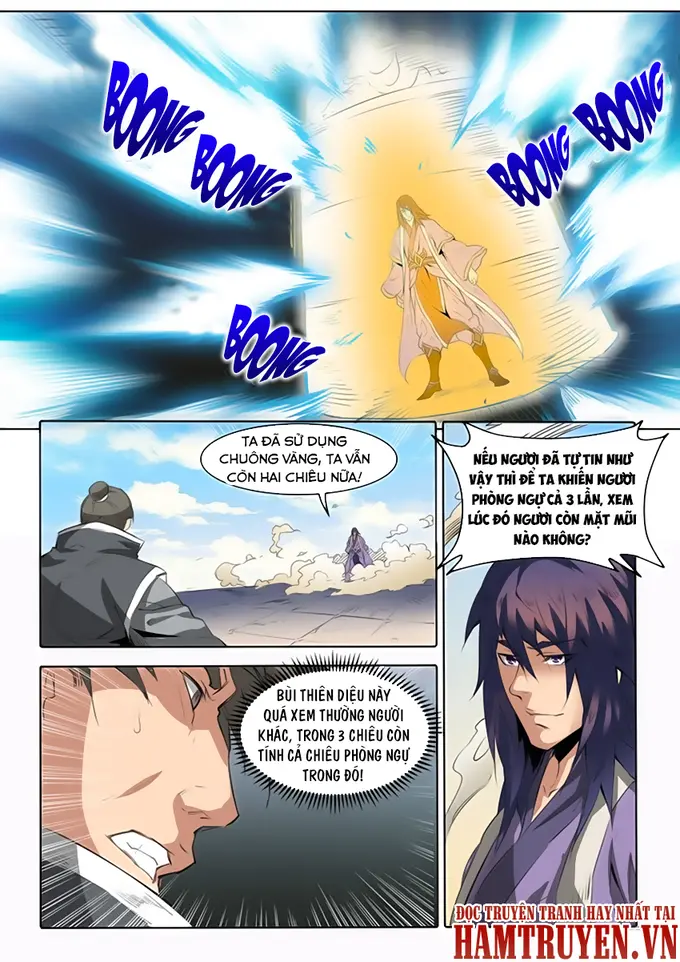 BOONG
BOONG
BOONG
BOONG
BOONG
TA ĐÃ SỬ DỤNG
CHUÔNG VÀNG, TA VẪN
CÒN HAI CHIÊU NỮA!
NẾU NGƯỜI ĐÃ TỰ TIN NHƯ
VẬY THÌ ĐỂ TA KHIẾN NGƯỜI
PHÒNG NGỰ CẢ 3 LẦN, XEM
LÚC ĐÓ NGƯỜI CÒN MẶT MŨI
NÀO KHÔNG?
BÙI THIÊN DIỆU NÀY
QUÁ XEM THƯỜNG NGƯỜI
KHÁC, TRONG 3 CHIÊU CÒN
TÍNH CẢ CHIÊU PHÒNG NGỰ
TRONG ĐÓ!
ĐỌC TRUYỆN TRANH HAY NHẤT TẠI
HAMTRUYEN.VN